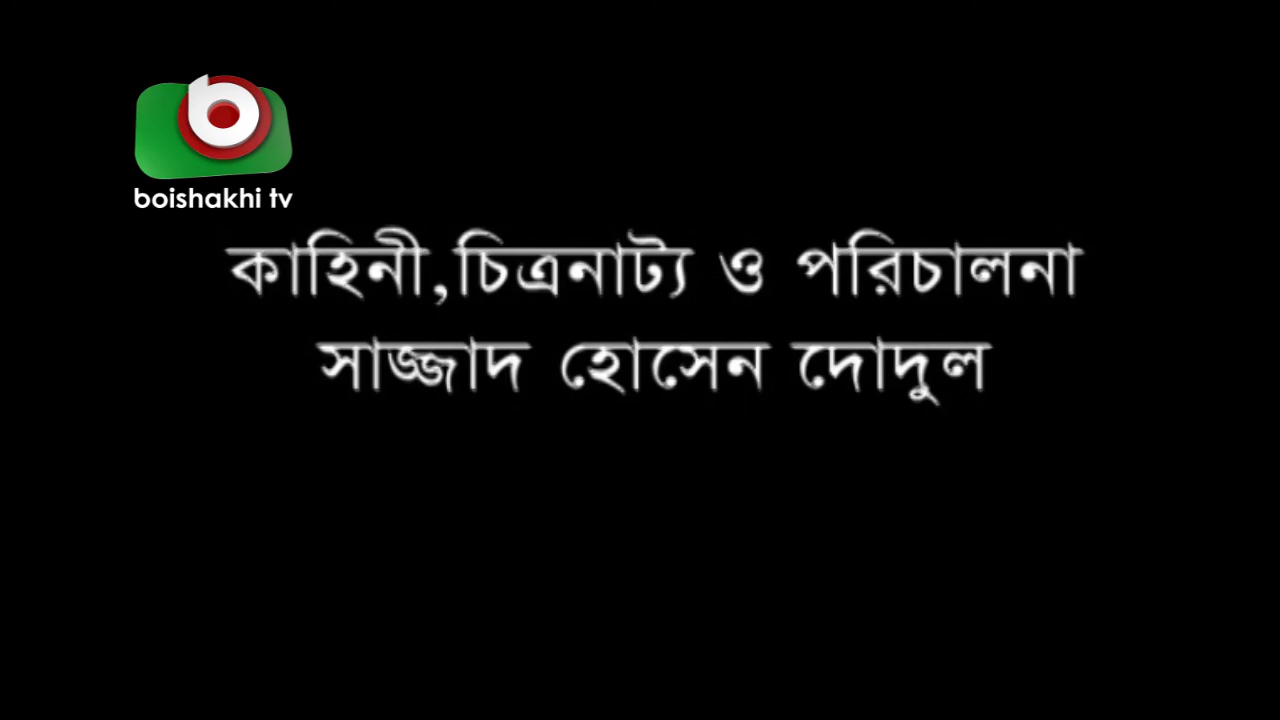 boishakhi tv
কাহিনী,চিত্রনাট্য ও পরিচালনা
সাজ্জাদ হোসেন দোদুল